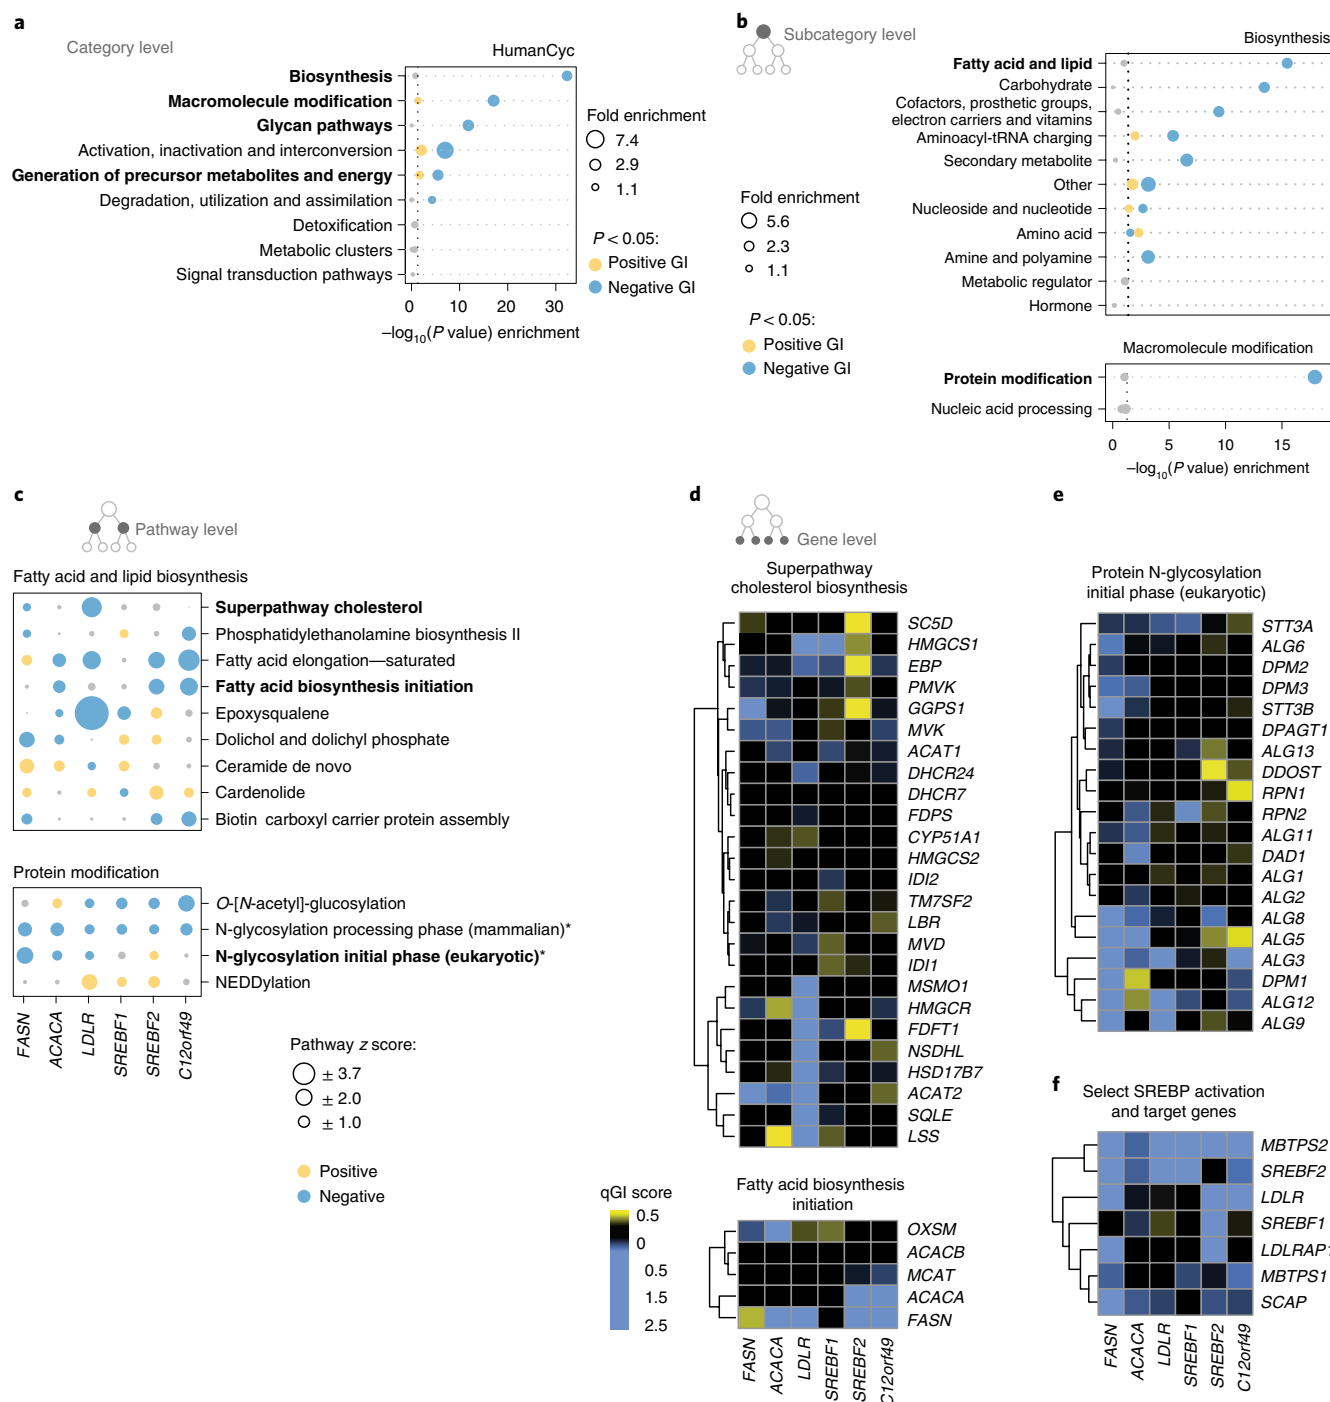 a
Category level
HumanCyc
Biosynthesis
Macromolecule modification
Glycan pathways
Activation, inactivation and interconversion
Generation of precursor metabolites and energy
Degradation, utilization and assimilation
Detoxification
Metabolic clusters
Signal transduction pathways
0 10 20 30
–log10(P value) enrichment
Fold enrichment
7.4
2.9
1.1
P < 0.05:
Positive GI
Negative GI
b
Subcategory level
Biosynthesis
Fatty acid and lipid
Carbohydrate
Cofactors, prosthetic groups,
electron carriers and vitamins
Aminoacyl-tRNA charging
Secondary metabolite
Other
Nucleoside and nucleotide
Amino acid
Amine and polyamine
Metabolic regulator
Hormone
Fold enrichment
5.6
2.3
1.1
P < 0.05:
Positive GI
Negative GI
Macromolecule modification
Protein modification
Nucleic acid processing
0 5 10 15
–log10(P value) enrichment
c
Pathway level
Fatty acid and lipid biosynthesis
Superpathway cholesterol
Phosphatidylethanolamine biosynthesis II
Fatty acid elongation—saturated
Fatty acid biosynthesis initiation
Epoxysqualene
Dolichol and dolichyl phosphate
Ceramide de novo
Cardenolide
Biotin carboxyl carrier protein assembly
Protein modification
O-[N-acetyl]-glucosylation
N-glycosylation processing phase (mammalian)*
N-glycosylation initial phase (eukaryotic)*
NEDDylation
FASN
ACACA
LDLR
SREBF1
SREBF2
C12orf49
Pathway z score:
± 3.7
± 2.0
± 1.0
Positive
Negative
d
Gene level
Superpathway
cholesterol biosynthesis
SC5D
HMGCS1
EBP
PMVK
GGPS1
MVK
ACAT1
DHCR24
DHCR7
FDPS
CYP51A1
HMGCS2
IDI2
TM7SF2
LBR
MVD
IDI1
MSMO1
HMGCR
FDFT1
NSDHL
HSD17B7
ACAT2
SQLE
LSS
qGI score
0.5
0
0.5
1.5
2.5
Fatty acid biosynthesis
initiation
OXSM
ACACB
MCAT
ACACA
FASN
FASN
ACACA
LDLR
SREBF1
SREBF2
C12orf49
e
Protein N-glycosylation
initial phase (eukaryotic)
STT3A
ALG6
DPM2
DPM3
STT3B
DPAGT1
ALG13
DDOST
RPN1
RPN2
ALG11
DAD1
ALG1
ALG2
ALG8
ALG5
ALG3
DPM1
ALG12
ALG9
f
Select SREBP activation
and target genes
MBTPS2
SREBF2
LDLR
SREBF1
LDLRAP1
MBTPS1
SCAP
FASN
ACACA
LDLR
SREBF1
SREBF2
C12orf49